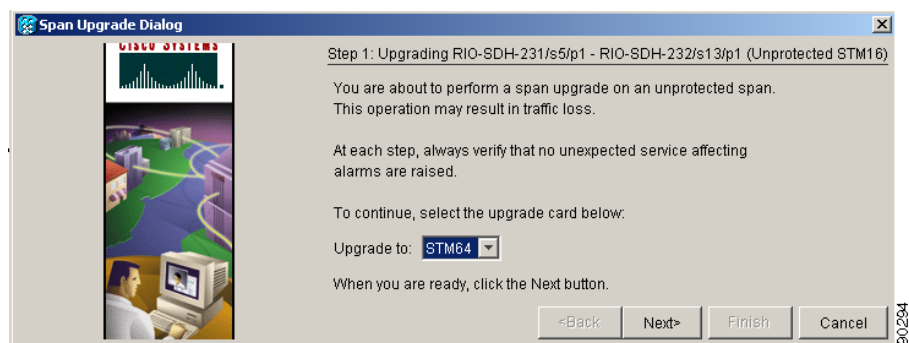 Span Upgrade Dialog
CISCO SYSTEMS
Step 1: Upgrading RIO-SDH-231/s5/p1 - RIO-SDH-232/s13/p1 (Unprotected STM16)
You are about to perform a span upgrade on an unprotected span.
This operation may result in traffic loss.
At each step, always verify that no unexpected service affecting
alarms are raised.
To continue, select the upgrade card below:
Upgrade to: STM64
When you are ready, click the Next button.
<Back Next> Finish Cancel
90294